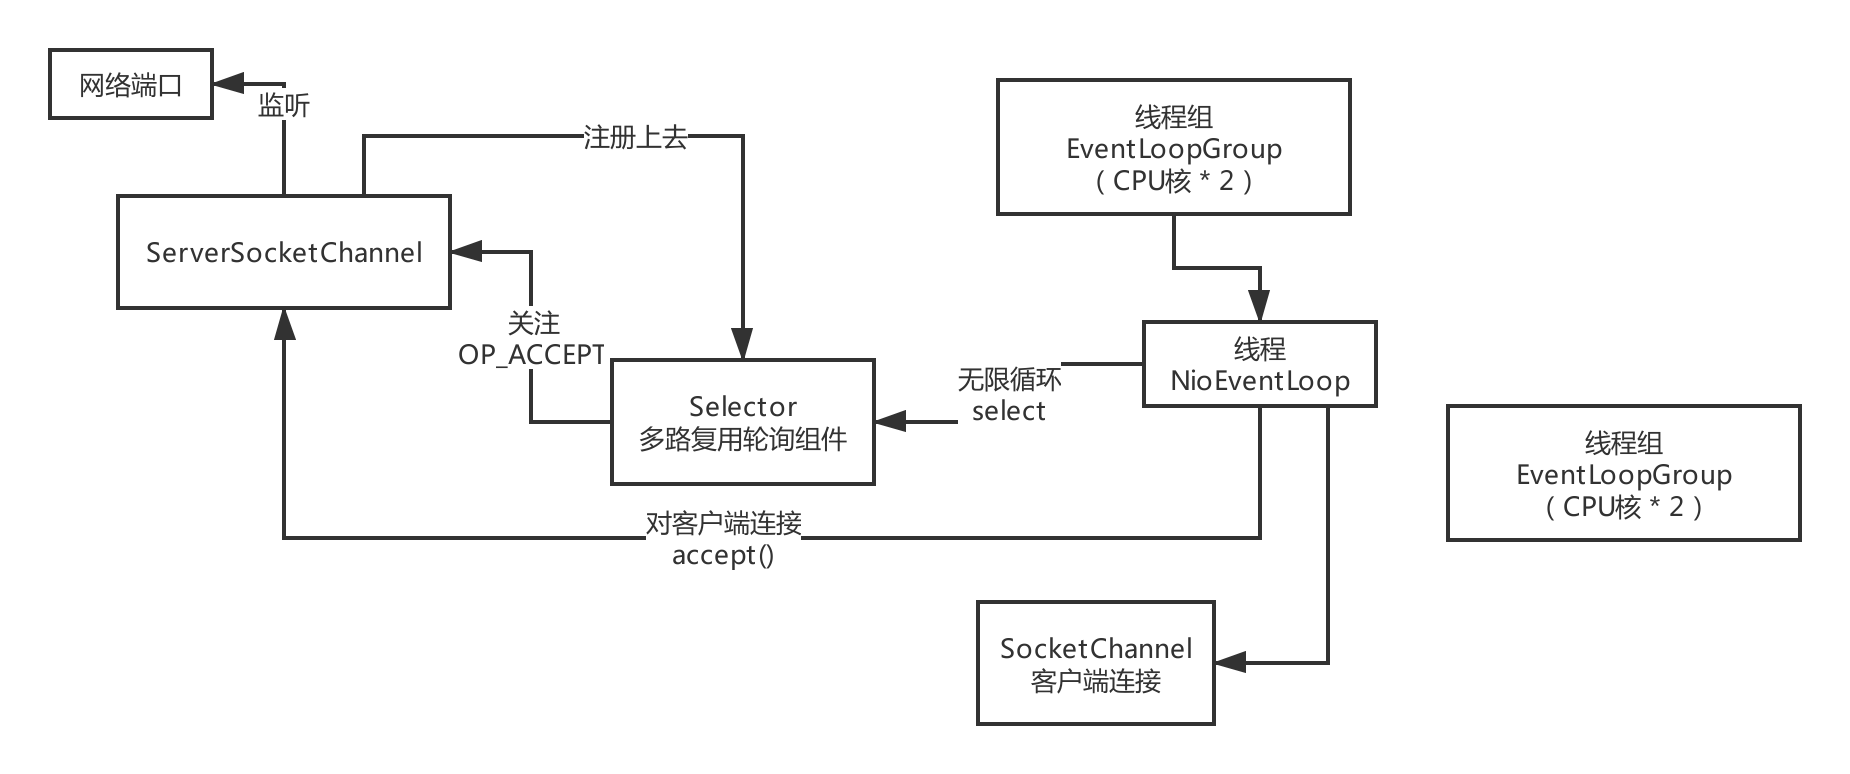 网络端口
监听
注册上去
线程组
EventLoopGroup
（ CPU核 * 2 ）
ServerSocketChannel
关注
OP_ACCEPT
线程
NioEventLoop
无限循环
select
Selector
多路复用轮询组件
线程组
EventLoopGroup
（ CPU核 * 2 ）
对客户端连接
accept()
SocketChannel
客户端连接